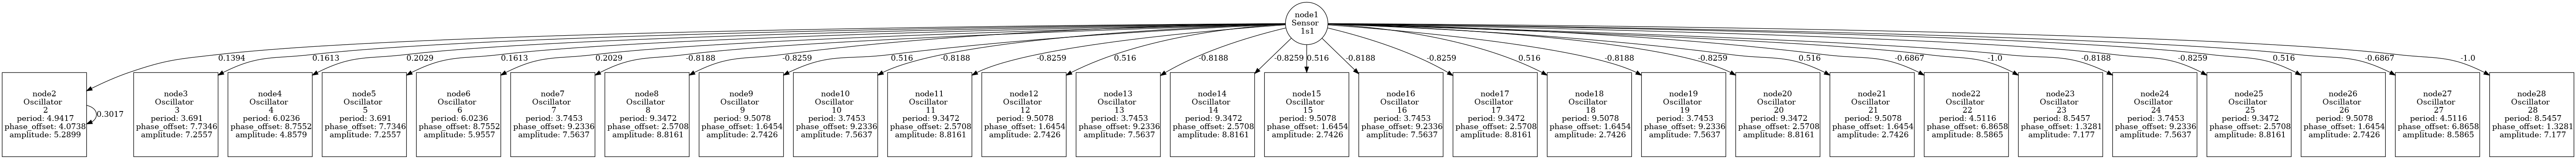 node1
Sensor
1s1
0.1394
0.1613
0.2029
0.1613
0.2029
-0.8188
-0.8259
0.516
-0.8188
-0.8259
0.516
-0.8188
-0.8259
0.516
-0.8188
-0.8259
0.516
-0.8188
-0.8259
0.516
-0.6867
-1.0
-0.8188
-0.8259
0.516
-0.6867
-1.0
node2
Oscillator
2
period: 4.9417
phase_offset: 4.0738
amplitude: 5.2899
0.3017
node3
Oscillator
3
period: 3.691
phase_offset: 7.7346
amplitude: 7.2557
node4
Oscillator
4
period: 6.0236
phase_offset: 8.7552
amplitude: 4.8579
node5
Oscillator
5
period: 3.691
phase_offset: 7.7346
amplitude: 7.2557
node6
Oscillator
6
period: 6.0236
phase_offset: 8.7552
amplitude: 5.9557
node7
Oscillator
7
period: 3.7453
phase_offset: 9.2336
amplitude: 7.5637
node8
Oscillator
8
period: 9.3472
phase_offset: 2.5708
amplitude: 8.8161
node9
Oscillator
9
period: 9.5078
phase_offset: 1.6454
amplitude: 2.7426
node10
Oscillator
10
period: 3.7453
phase_offset: 9.2336
amplitude: 7.5637
node11
Oscillator
11
period: 9.3472
phase_offset: 2.5708
amplitude: 8.8161
node12
Oscillator
12
period: 9.5078
phase_offset: 1.6454
amplitude: 2.7426
node13
Oscillator
13
period: 3.7453
phase_offset: 9.2336
amplitude: 7.5637
node14
Oscillator
14
period: 9.3472
phase_offset: 2.5708
amplitude: 8.8161
node15
Oscillator
15
period: 9.5078
phase_offset: 1.6454
amplitude: 2.7426
node16
Oscillator
16
period: 3.7453
phase_offset: 9.2336
amplitude: 7.5637
node17
Oscillator
17
period: 9.3472
phase_offset: 2.5708
amplitude: 8.8161
node18
Oscillator
18
period: 9.5078
phase_offset: 1.6454
amplitude: 2.7426
node19
Oscillator
19
period: 3.7453
phase_offset: 9.2336
amplitude: 7.5637
node20
Oscillator
20
period: 9.3472
phase_offset: 2.5708
amplitude: 8.8161
node21
Oscillator
21
period: 9.5078
phase_offset: 1.6454
amplitude: 2.7426
node22
Oscillator
22
period: 4.5116
phase_offset: 6.8658
amplitude: 8.5865
node23
Oscillator
23
period: 8.5457
phase_offset: 1.3281
amplitude: 7.177
node24
Oscillator
24
period: 3.7453
phase_offset: 9.2336
amplitude: 7.5637
node25
Oscillator
25
period: 9.3472
phase_offset: 2.5708
amplitude: 8.8161
node26
Oscillator
26
period: 9.5078
phase_offset: 1.6454
amplitude: 2.7426
node27
Oscillator
27
period: 4.5116
phase_offset: 6.8658
amplitude: 8.5865
node28
Oscillator
28
period: 8.5457
phase_offset: 1.3281
amplitude: 7.177